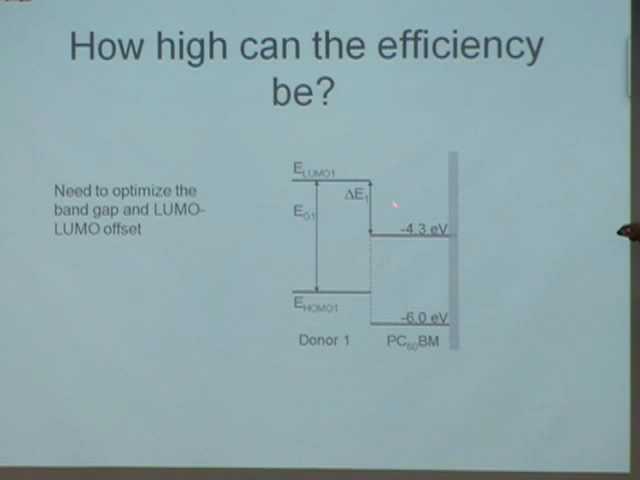 How high can the efficiency
be?
Need to optimize the
band gap and LUMO-
LUMO offset
E_LUMO1
ΔE_1
E_G1
-4.3 eV
E_HOMO1
-6.0 eV
Donor 1
PC_60BM